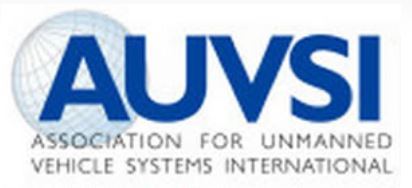 AUVSI
ASSOCIATION FOR UNMANNED
VEHICLE SYSTEMS INTERNATIONAL